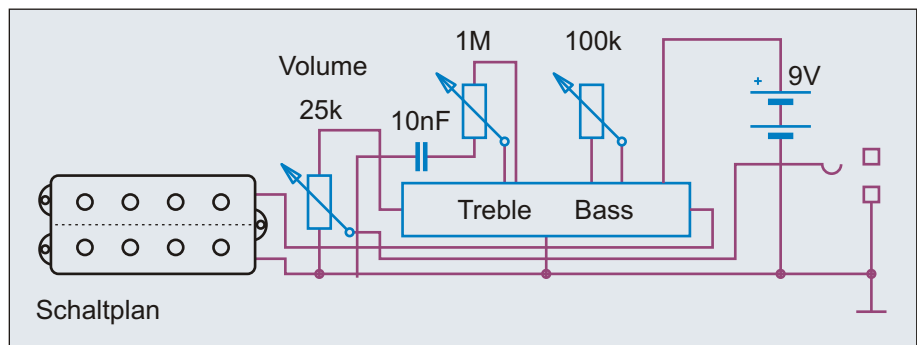 1M
100k
Volume
9V
+
25k
10nF
Treble
Bass
Schaltplan